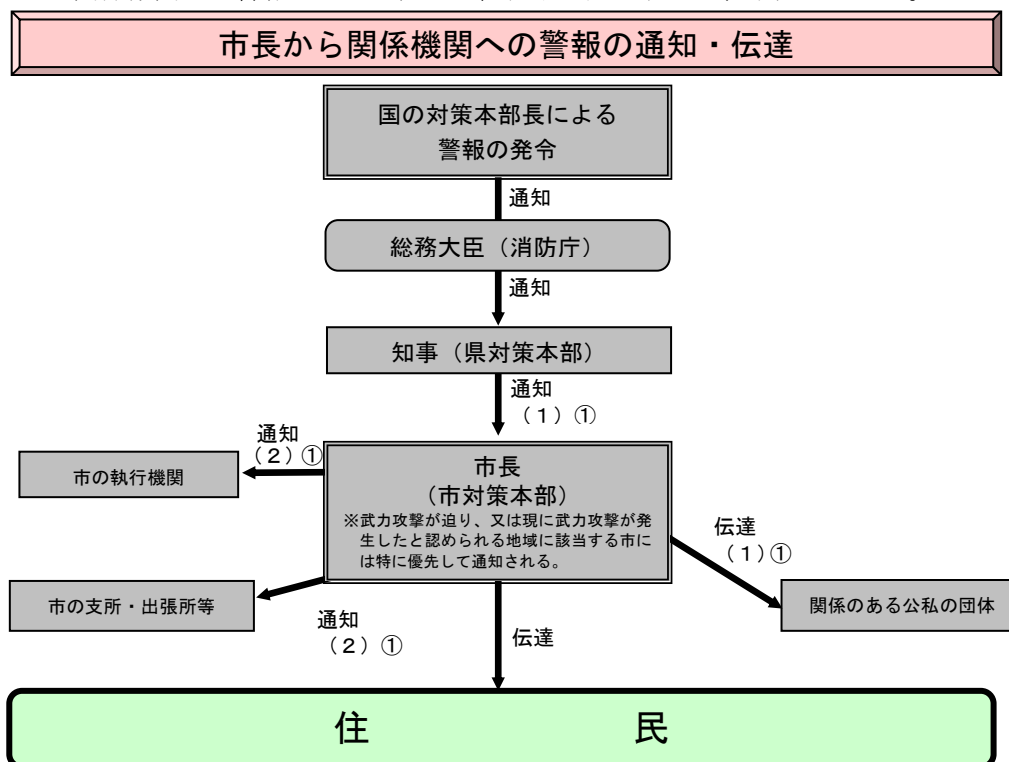 市長から関係機関への警報の通知・伝達
国の対策本部長による
警報の発令
通知
総務大臣（消防庁）
通知
知事（県対策本部）
通知
（１）①
通知
（２）①
市の執行機関
市長
（市対策本部）
※武力攻撃が迫り、又は現に武力攻撃が発
生したと認められる地域に該当する市に
は特に優先して通知される。
伝達
（１）①
市の支所・出張所等
関係のある公私の団体
通知
（２）①
伝達
住　民